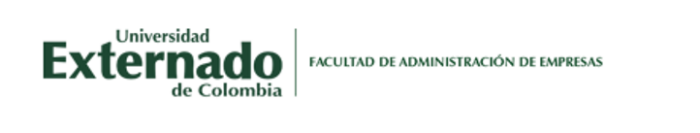 Universidad
Externado
de Colombia
FACULTAD DE ADMINISTRACIÓN DE EMPRESAS